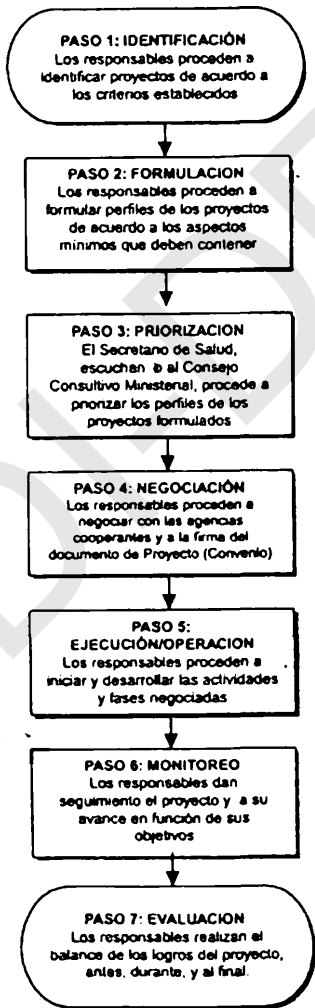 PASO 1: IDENTIFICACIÓN
Los responsables proceden a
identificar proyectos de acuerdo a
los criterios establecidos
PASO 2: FORMULACION
Los responsables proceden a
formular perfiles de los proyectos
de acuerdo a los aspectos
mínimos que deben contener
PASO 3: PRIORIZACION
El Secretario de Salud,
escuchan o al Consejo
Consultivo Ministerial, procede a
priorizar los perfiles de los
proyectos formulados
PASO 4: NEGOCIACIÓN
Los responsables proceden a
negociar con las agencias
cooperantes y a la firma del
documento de Proyecto (Convenio)
PASO 5:
EJECUCIÓN/OPERACION
Los responsables proceden a
iniciar y desarrollar las actividades
y fases negociadas
PASO 6: MONITOREO
Los responsables dan
seguimiento el proyecto y a su
avance en función de sus
objetivos
PASO 7: EVALUACION
Los responsables realizan el
balance de los logros del proyecto,
antes, durante, y al final.